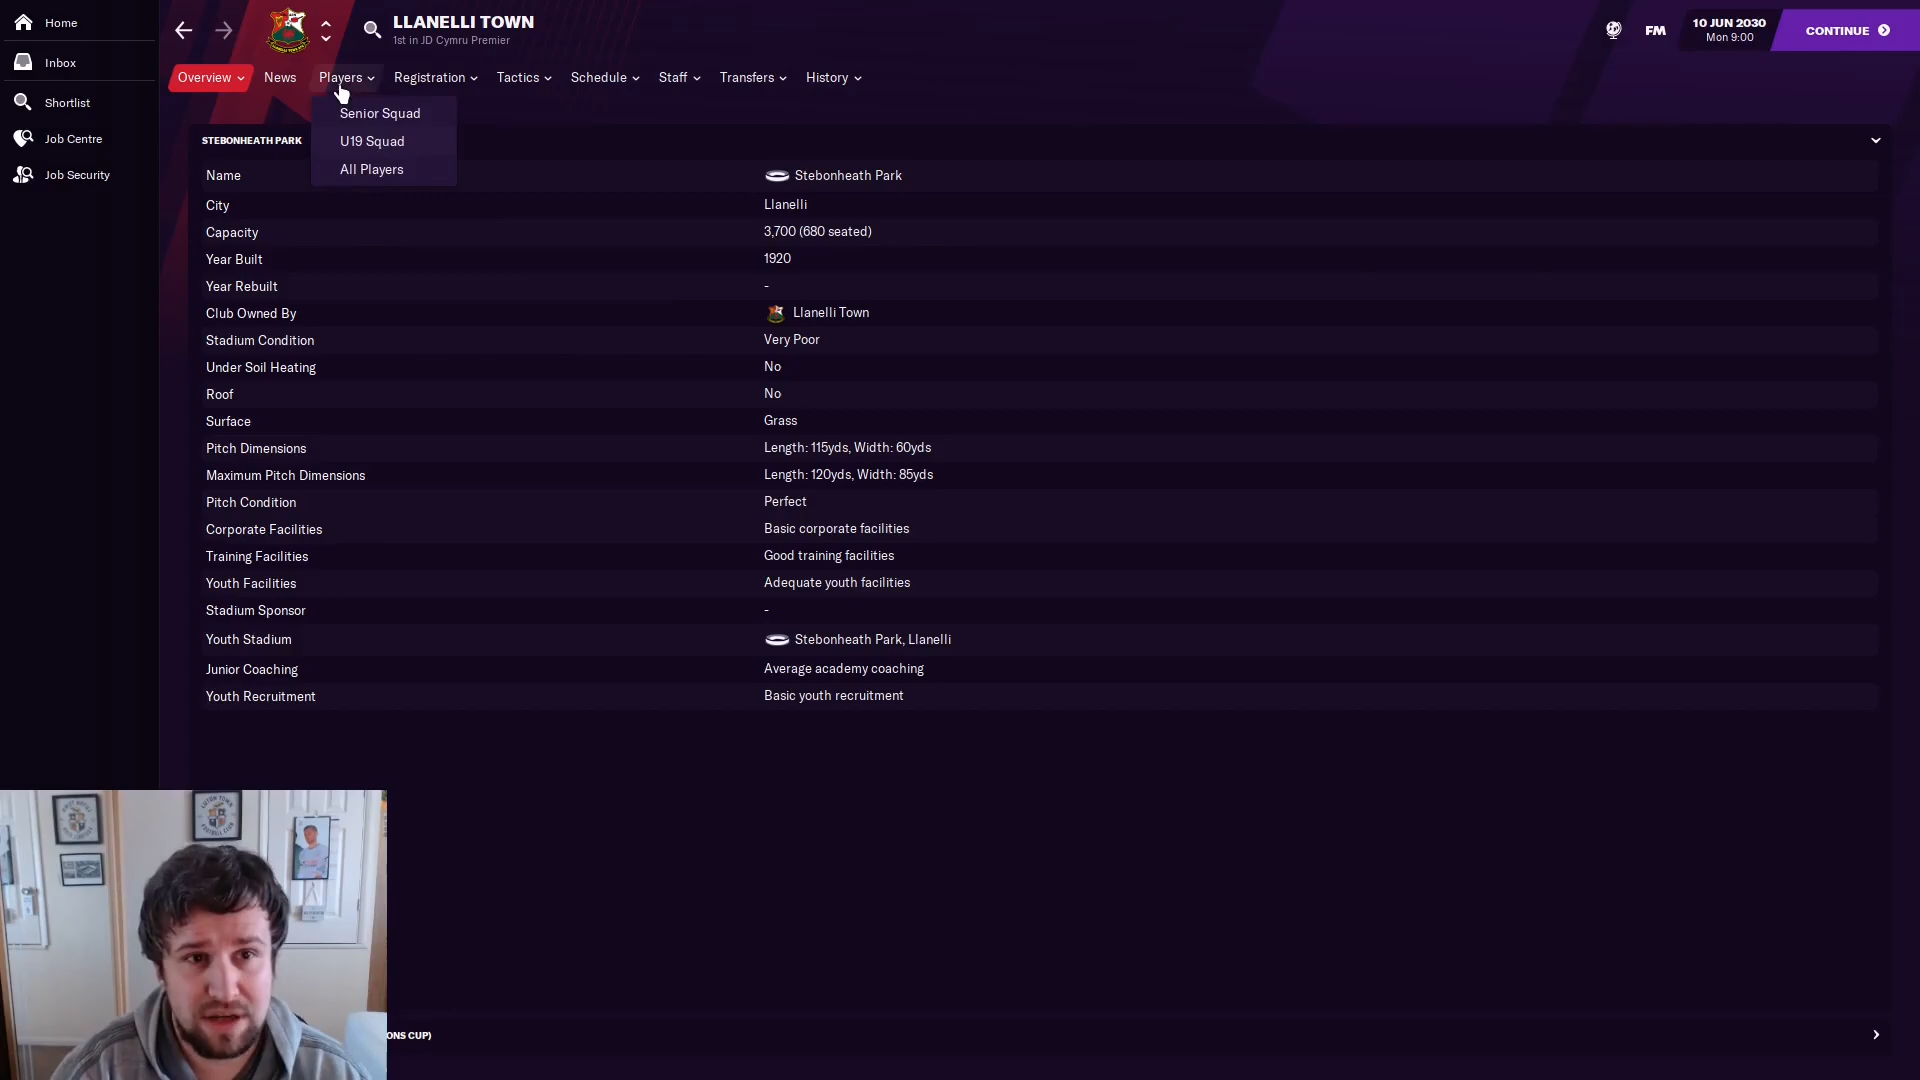 Home
Inbox
Shortlist
Job Centre
Job Security
LLANELLI TOWN
1st in JD Cymru Premier
FM
10 JUN 2030
Mon 9:00
CONTINUE
Overview
News
Players
Registration
Tactics
Schedule
Staff
Transfers
History
Senior Squad
U19 Squad
All Players
STEBONHEATH PARK
Name Stebonheath Park
City Llanelli
Capacity 3,700 (680 seated)
Year Built 1920
Year Rebuilt -
Club Owned By Llanelli Town
Stadium Condition Very Poor
Under Soil Heating No
Roof No
Surface Grass
Pitch Dimensions Length: 115yds, Width: 60yds
Maximum Pitch Dimensions Length: 120yds, Width: 85yds
Pitch Condition Perfect
Corporate Facilities Basic corporate facilities
Training Facilities Good training facilities
Youth Facilities Adequate youth facilities
Stadium Sponsor -
Youth Stadium Stebonheath Park, Llanelli
Junior Coaching Average academy coaching
Youth Recruitment Basic youth recruitment
LUTON TOWN
FOOTBALL CLUB
ONS CUP)